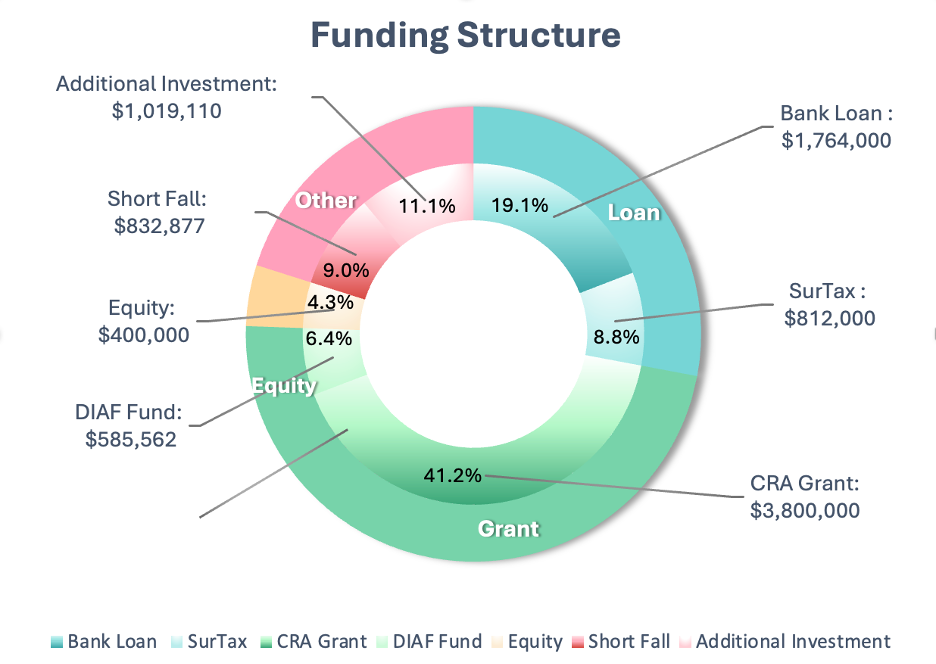 Funding Structure
Additional Investment:
$1,019,110
Bank Loan :
$1,764,000
Short Fall:
$832,877
Other
11.1%
19.1%
Loan
9.0%
Equity:
$400,000
4.3%
SurTax :
$812,000
6.4%
8.8%
Equity
DIAF Fund:
$585,562
41.2%
CRA Grant:
$3,800,000
Grant
Bank Loan SurTax CRA Grant DIAF Fund Equity Short Fall Additional Investment